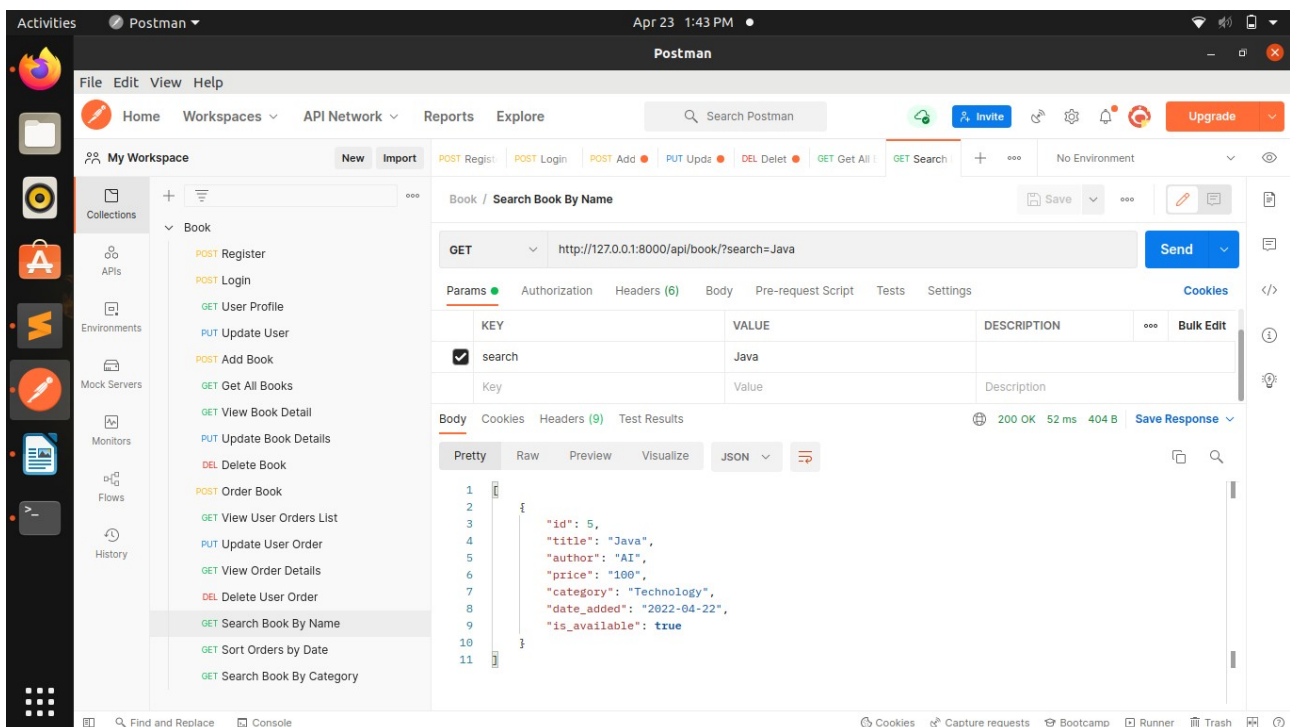 Activities Postman Apr 23 1:43 PM
Postman
File Edit View Help
Home Workspaces API Network Reports Explore Search Postman Invite Upgrade
My Workspace New Import
POST Regist POST Login POST Add POST PUT Upda DEL Delet GET Get All GET Search No Environment
Collections
APIs
Environments
Mock Servers
Monitors
Flows
History
Book
POST Register
POST Login
GET User Profile
PUT Update User
POST Add Book
GET Get All Books
GET View Book Detail
PUT Update Book Details
DEL Delete Book
POST Order Book
GET View User Orders List
PUT Update User Order
GET View Order Details
DEL Delete User Order
GET Search Book By Name
GET Sort Orders by Date
GET Search Book By Category
Book / Search Book By Name Save
GET http://127.0.0.1:8000/api/book/?search=Java Send
Params Authorization Headers (6) Body Pre-request Script Tests Settings Cookies
KEY VALUE DESCRIPTION Bulk Edit
search Java
Key Value Description
Body Cookies Headers (9) Test Results 200 OK 52 ms 404 B Save Response
Pretty Raw Preview Visualize JSON
1 [
2 {
3 "id": 5,
4 "title": "Java",
5 "author": "AI",
6 "price": "100",
7 "category": "Technology",
8 "date_added": "2022-04-22",
9 "is_available": true
10 }
11 ]
Find and Replace Console Cookies Capture requests Bootcamp Runner Trash